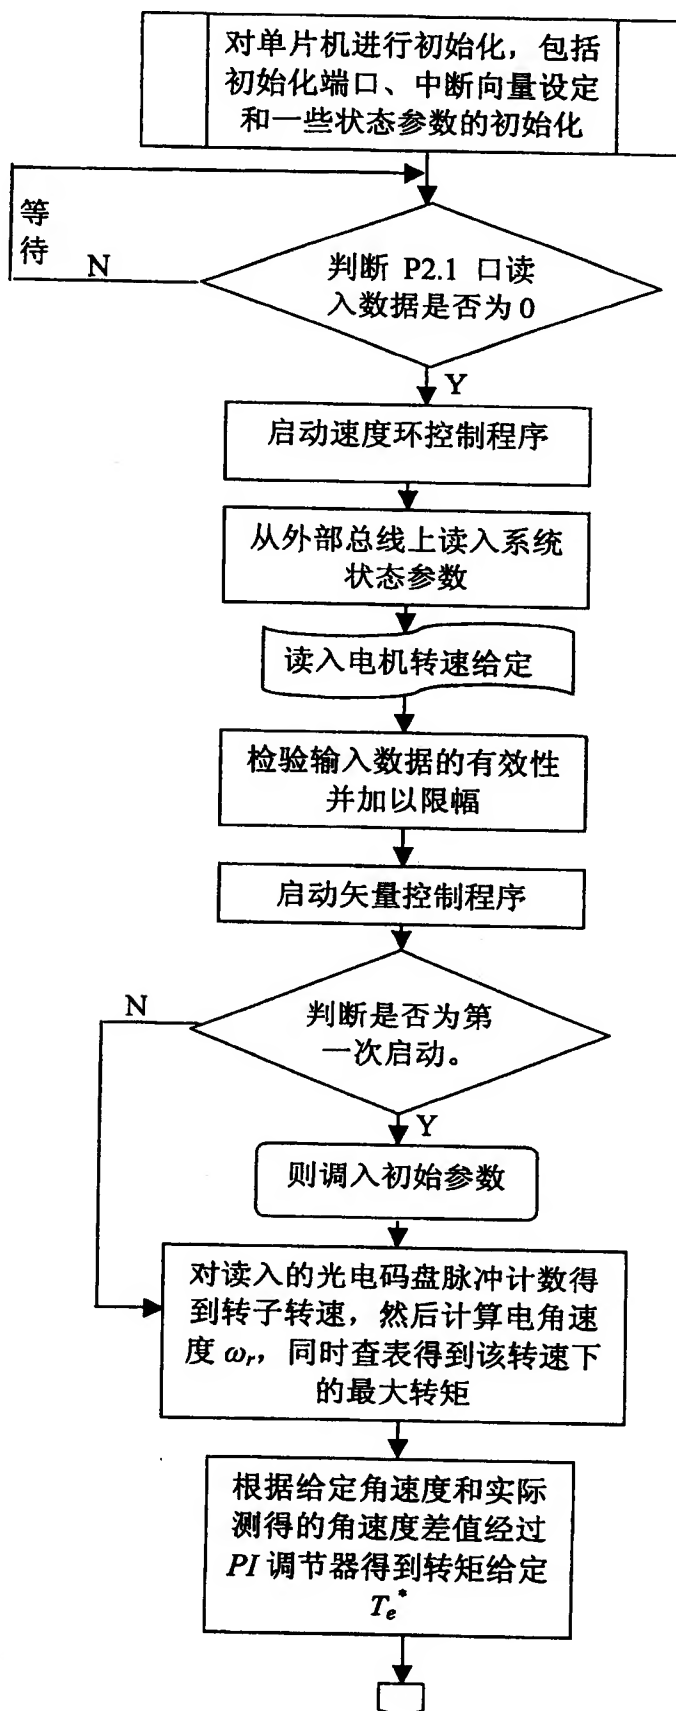 对单片机进行初始化，包括
初始化端口、中断向量设定
和一些状态参数的初始化
等
待
N
判断 P2.1 口读
入数据是否为 0
Y
启动速度环控制程序
从外部总线上读入系统
状态参数
读入电机转速给定
检验输入数据的有效性
并加以限幅
启动矢量控制程序
N
判断是否为第
一次启动。
Y
则调入初始参数
对读入的光电码盘脉冲计数得
到转子转速，然后计算电角速
度 ωr，同时查表得到该转速下
的最大转矩
根据给定角速度和实际
测得的角速度差值经过
PI 调节器得到转矩给定
Te*